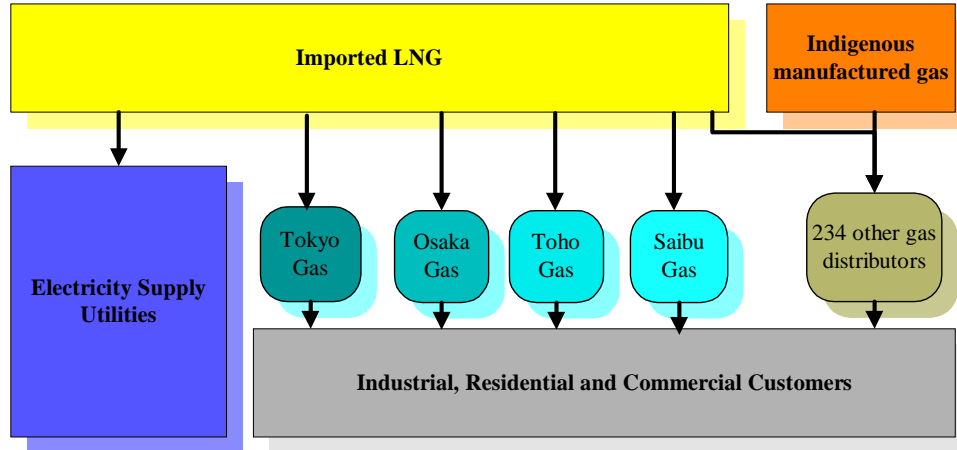 Imported LNG
Indigenous
manufactured gas
Tokyo
Gas
Osaka
Gas
Toho
Gas
Saibu
Gas
234 other gas
distributors
Electricity Supply
Utilities
Industrial, Residential and Commercial Customers